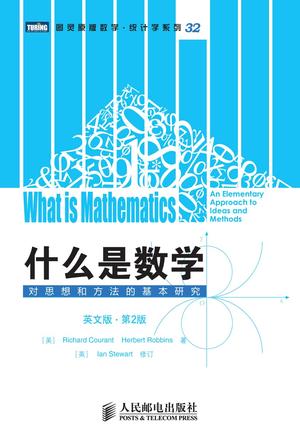 TURING
图灵原版数学·统计学系列 32
What is Mathematics
An Elementary
Approach to
Ideas and
Methods
什么是数学
对思想和方法的基本研究
英文版·第2版
[美] Richard Courant Herbert Robbins 著
[英] Ian Stewart 修订
人民邮电出版社
POSTS & TELECOM PRESS